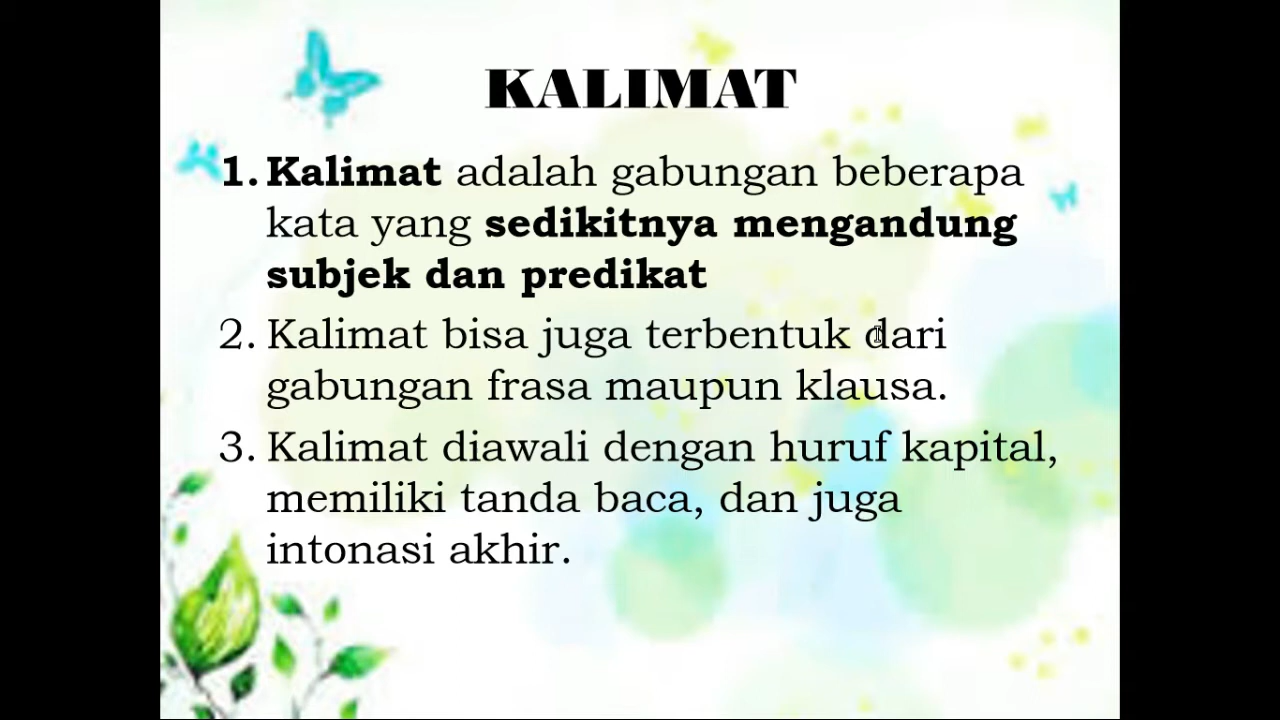 KALIMAT
1. Kalimat adalah gabungan beberapa
kata yang sedikitnya mengandung
subjek dan predikat
2. Kalimat bisa juga terbentuk dari
gabungan frasa maupun klausa.
3. Kalimat diawali dengan huruf kapital,
memiliki tanda baca, dan juga
intonasi akhir.